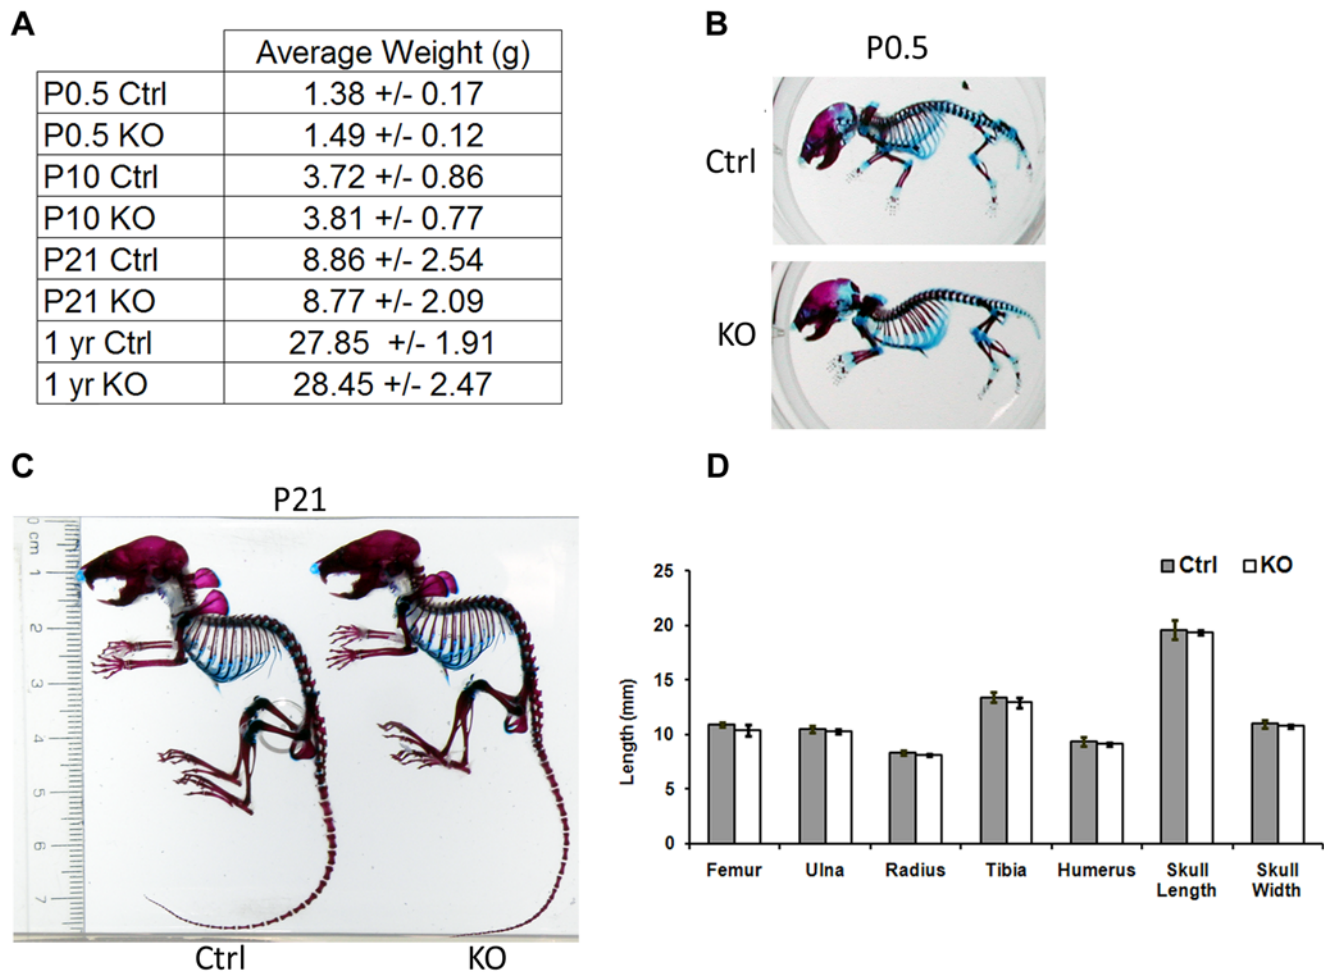 A
Average Weight (g)
P0.5 Ctrl 1.38 +/- 0.17
P0.5 KO 1.49 +/- 0.12
P10 Ctrl 3.72 +/- 0.86
P10 KO 3.81 +/- 0.77
P21 Ctrl 8.86 +/- 2.54
P21 KO 8.77 +/- 2.09
1 yr Ctrl 27.85 +/- 1.91
1 yr KO 28.45 +/- 2.47
B
P0.5
Ctrl
KO
C
P21
0 cm
1
2
3
4
5
6
7
Ctrl KO
D
Ctrl KO
Length (mm)
25
20
15
10
5
0
Femur Ulna Radius Tibia Humerus Skull Length Skull Width